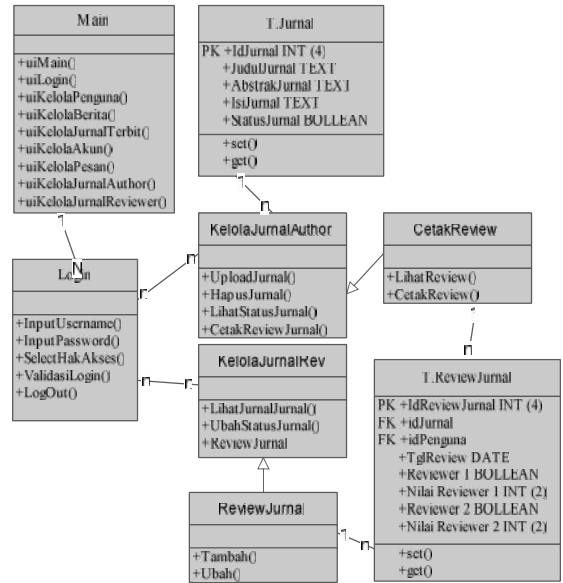 Main
+uiMain()
+uiLogin()
+uiKelolaPenguna()
+uiKelolaBerita()
+uiKelolaJurnalTerbit()
+uiKelolaAkun()
+uiKelolaPesan()
+uiKelolaJurnalAuthor()
+uiKelolaJurnalReviewer()
1
N
T.Jurnal
PK +IdJurnal INT (4)
+JudulJurnal TEXT
+AbstrakJurnal TEXT
+IsiJurnal TEXT
+StatusJurnal BOLLEAN
+set()
+get()
1
n
Login
+InputUsername()
+InputPassword()
+SelectHakAkses()
+ValidasiLogin()
+LogOut()
n
n
n
n
KelolaJurnalAuthor
+UploadJurnal()
+HapusJurnal()
+LihatStatusJurnal()
+CetakReviewJurnal()
CetakReview
+LihatReview()
+CetakReview()
1
n
KelolaJurnalRev
+LihatJurnalJurnal()
+UbahStatusJurnal()
+ReviewJurnal
T.ReviewJurnal
PK +IdReviewJurnal INT (4)
FK +idJurnal
FK +idPenguna
+TglReview DATE
+Reviewer 1 BOLLEAN
+Nilai Reviewer 1 INT (2)
+Reviewer 2 BOLLEAN
+Nilai Reviewer 2 INT (2)
+set()
+get()
ReviewJurnal
+Tambah()
+Ubah()
1
n